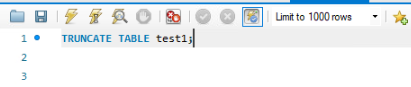 Limit to 1000 rows
1 TRUNCATE TABLE test1;
2
3